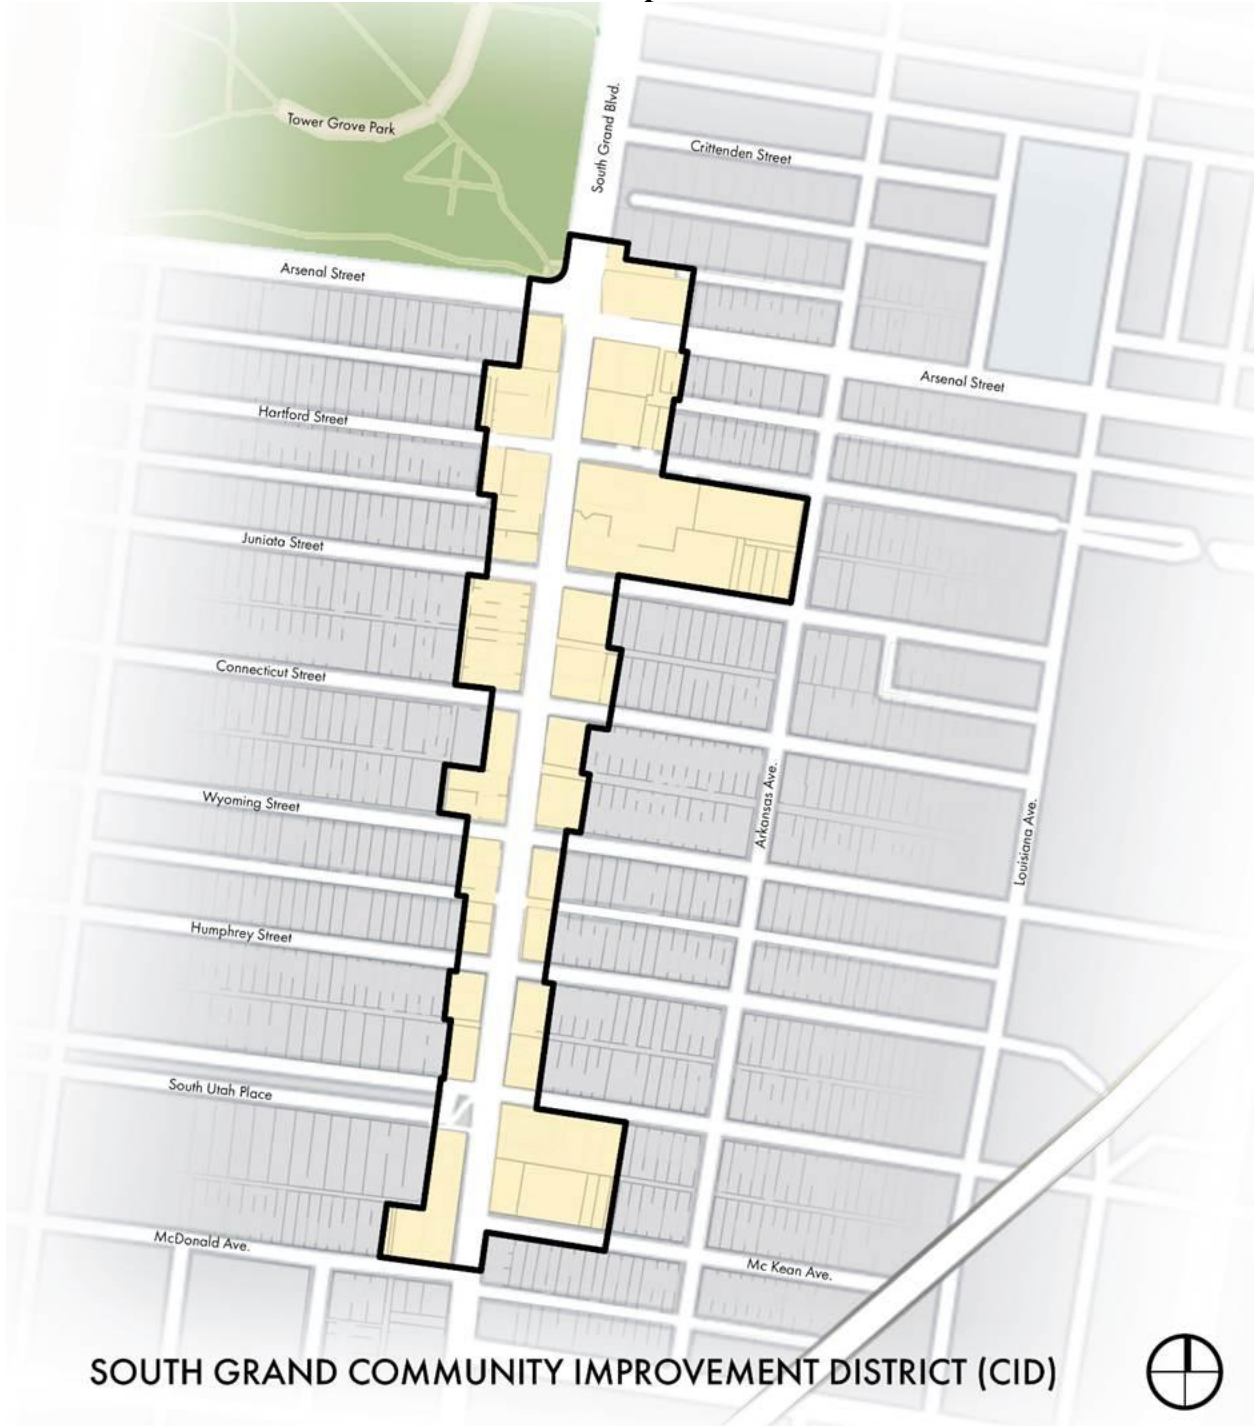 Tower Grove Park
South Grand Blvd.
Crittenden Street
Arsenal Street
Arsenal Street
Hartford Street
Juniata Street
Connecticut Street
Arkansas Ave.
Wyoming Street
Louisiana Ave.
Humphrey Street
South Utah Place
McDonald Ave.
Mc Kean Ave.
SOUTH GRAND COMMUNITY IMPROVEMENT DISTRICT (CID)